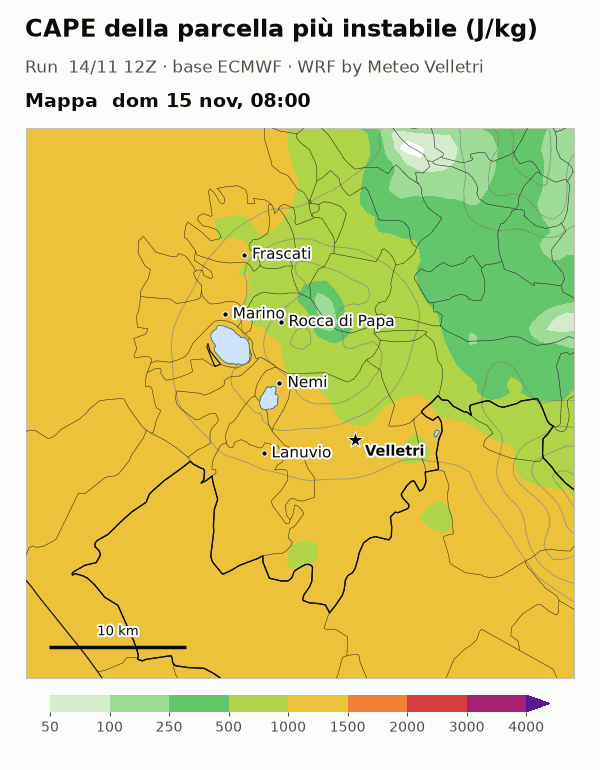 CAPE della parcella più instabile (J/kg)
Run  14/11 12Z · base ECMWF · WRF by Meteo Velletri
Mappa  dom 15 nov, 08:00
Frascati
Marino
Rocca di Papa
Nemi
Velletri
Lanuvio
10 km
50 100 250 500 1000 1500 2000 3000 4000